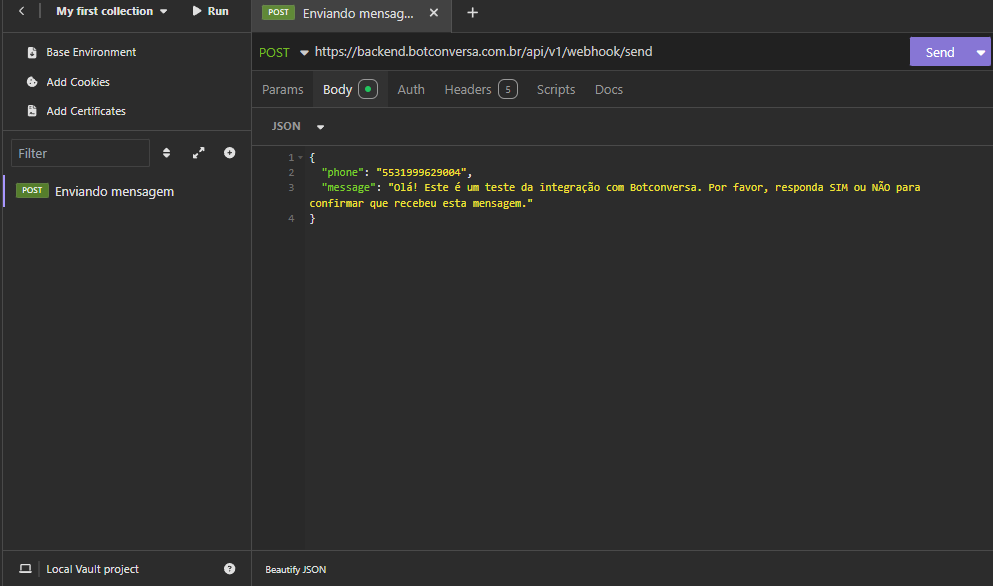 My first collection
Run
POST Enviando mensag...
Base Environment
Add Cookies
Add Certificates
Filter
POST Enviando mensagem
POST https://backend.botconversa.com.br/api/v1/webhook/send
Send
Params Body Auth Headers 5 Scripts Docs
JSON
1 {
2 "phone": "5531999629004",
3 "message": "Olá! Este é um teste da integração com Botconversa. Por favor, responda SIM ou NÃO para
confirmar que recebeu esta mensagem."
4 }
Local Vault project ?
Beautify JSON